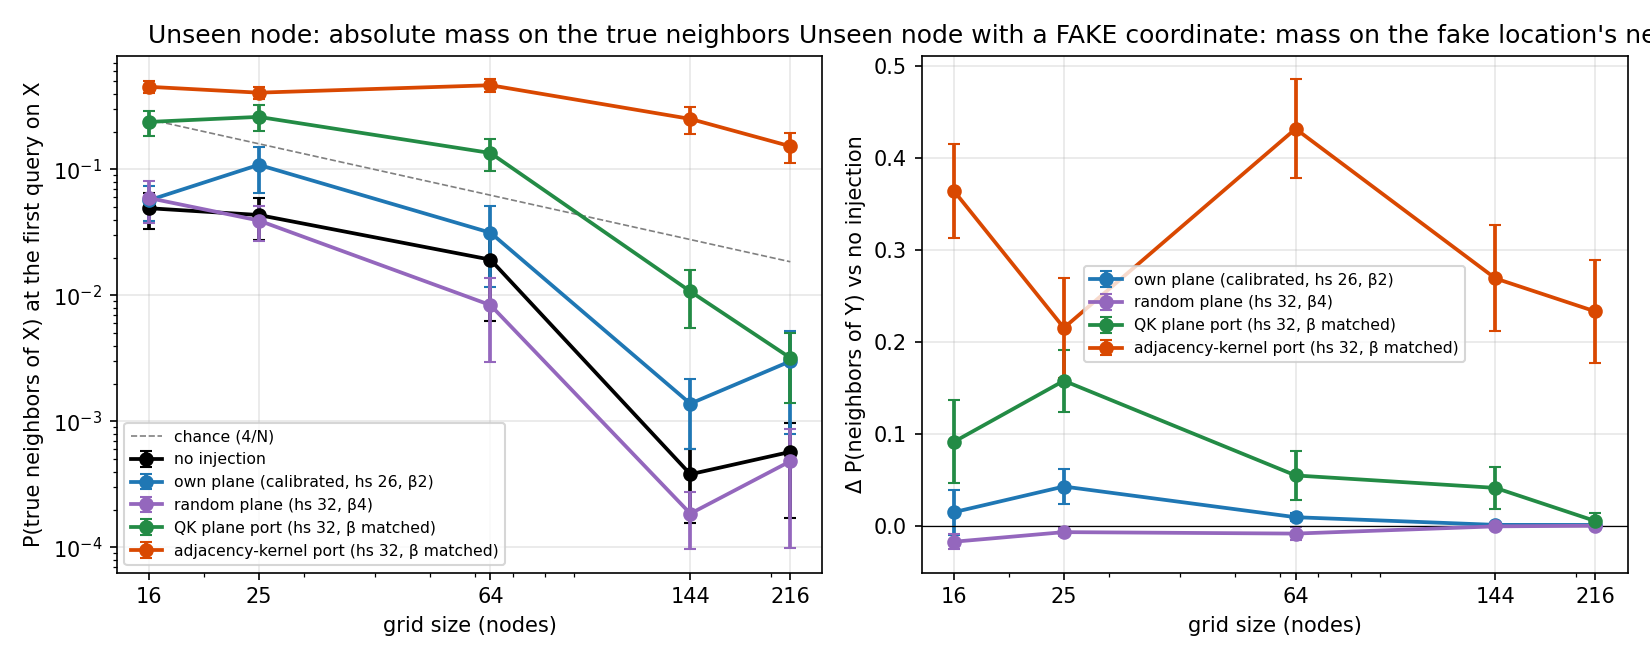 Unseen node: absolute mass on the true neighbors
P(true neighbors of X) at the first query on X
10⁻¹
10⁻²
10⁻³
10⁻⁴
chance (4/N)
no injection
own plane (calibrated, hs 26, β2)
random plane (hs 32, β4)
QK plane port (hs 32, β matched)
adjacency-kernel port (hs 32, β matched)
16 25 64 144 216
grid size (nodes)
Unseen node with a FAKE coordinate: mass on the fake location's ne
Δ P(neighbors of Y) vs no injection
0.5
0.4
0.3
0.2
0.1
0.0
own plane (calibrated, hs 26, β2)
random plane (hs 32, β4)
QK plane port (hs 32, β matched)
adjacency-kernel port (hs 32, β matched)
16 25 64 144 216
grid size (nodes)